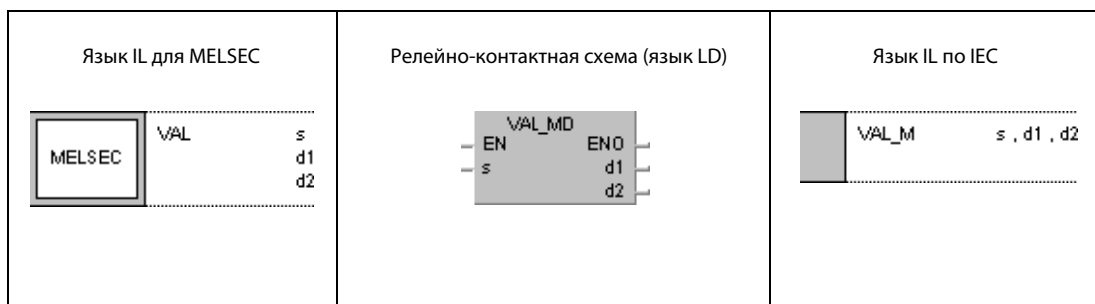 Язык IL для MELSEC
MELSEC
VAL s
d1
d2
Релейно-контактная схема (язык LD)
VAL_MD
EN ENO
s d1
d2
Язык IL по IEC
VAL_M s , d1 , d2